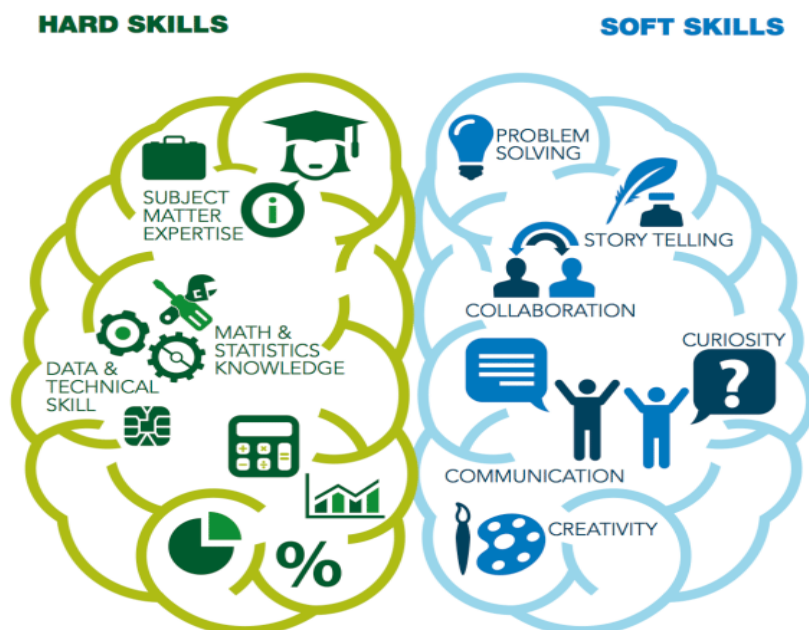 HARD SKILLS
SOFT SKILLS
SUBJECT
MATTER
EXPERTISE
i
MATH &
STATISTICS
KNOWLEDGE
DATA &
TECHNICAL
SKILL
%
PROBLEM
SOLVING
STORY TELLING
COLLABORATION
CURIOSITY
?
COMMUNICATION
CREATIVITY